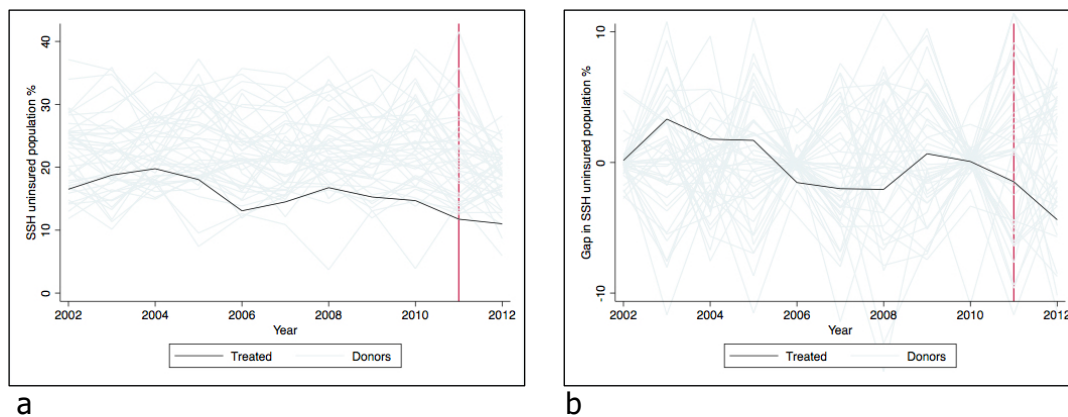 SSH uninsured population %
40
30
20
10
0
2002 2004 2006 2008 2010 2012
Year
Treated Donors
a
Gap in SSH uninsured population %
10
0
-10
2002 2004 2006 2008 2010 2012
Year
Treated Donors
b